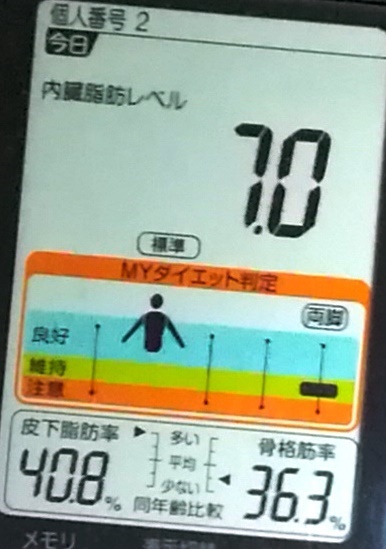 個人番号 2
今日
内臓脂肪レベル
7.0
標準
MYダイエット判定
両脚
良好
維持
注意
皮下脂肪率
40.8%
多い
平均
少ない
同年齢比較
骨格筋率
36.3%
メモリ